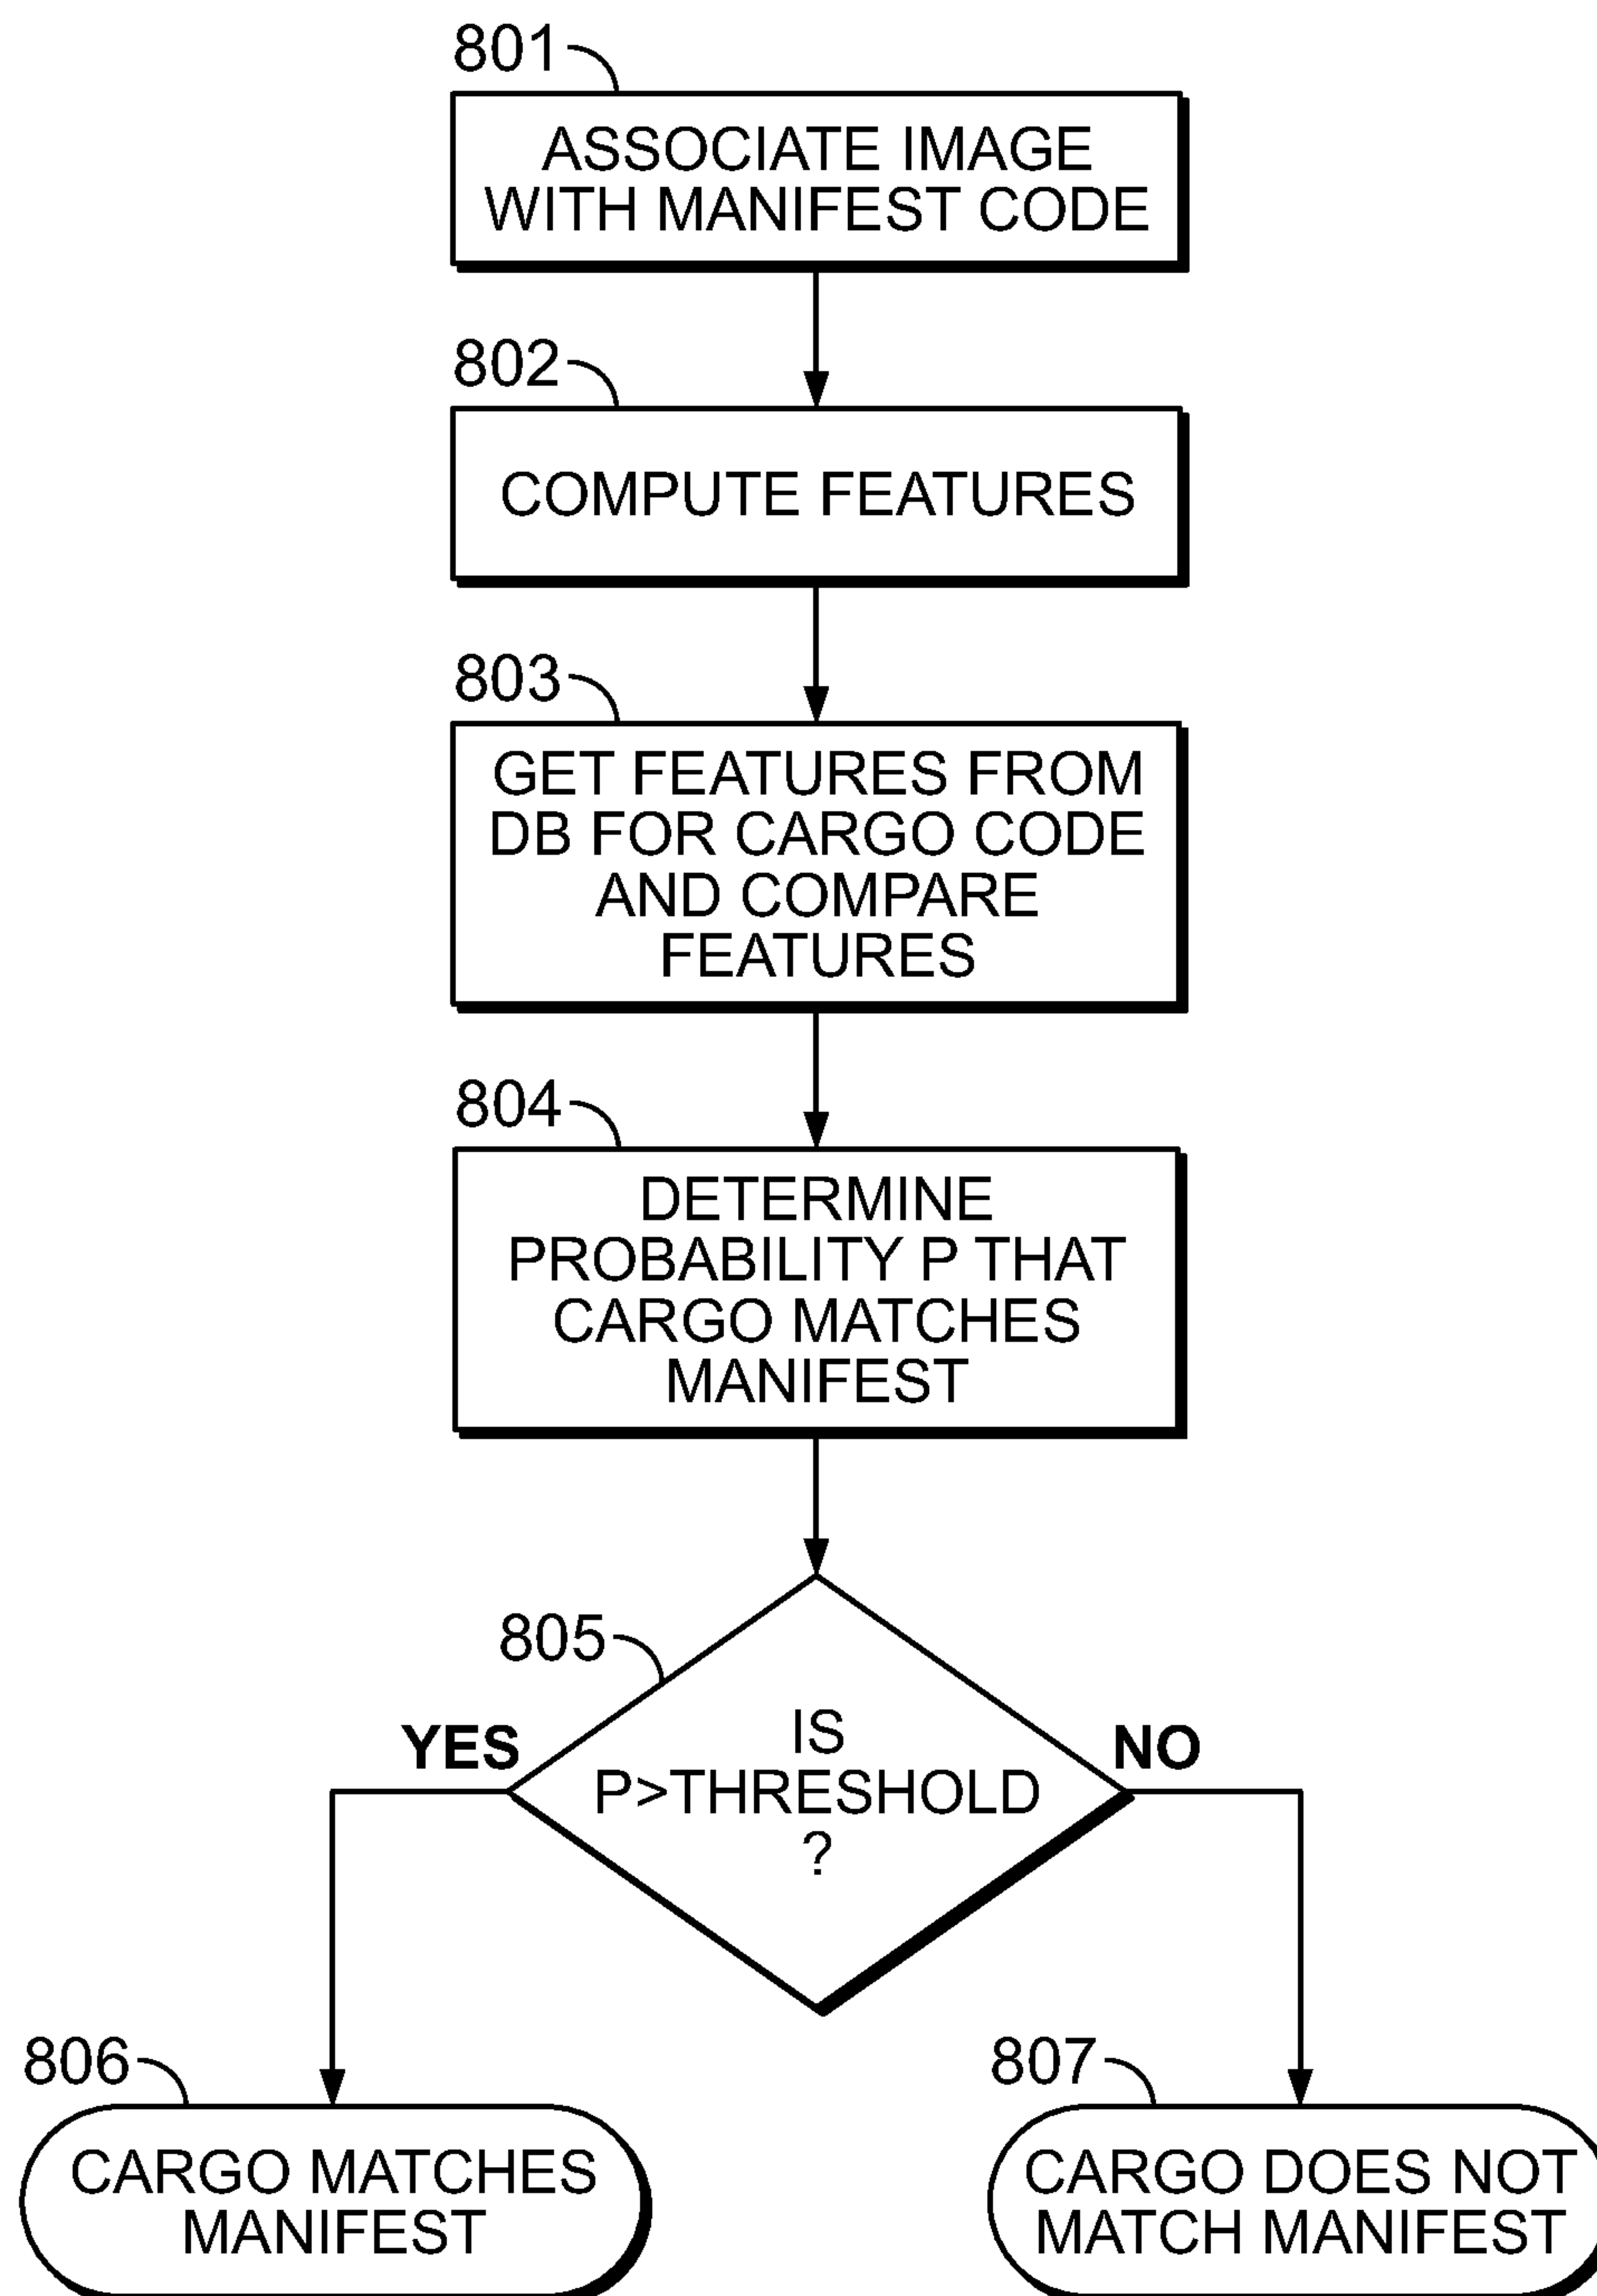 801
ASSOCIATE IMAGE
WITH MANIFEST CODE
802
COMPUTE FEATURES
803
GET FEATURES FROM
DB FOR CARGO CODE
AND COMPARE
FEATURES
804
DETERMINE
PROBABILITY P THAT
CARGO MATCHES
MANIFEST
805
IS
P>THRESHOLD
?
YES
NO
806
CARGO MATCHES
MANIFEST
807
CARGO DOES NOT
MATCH MANIFEST